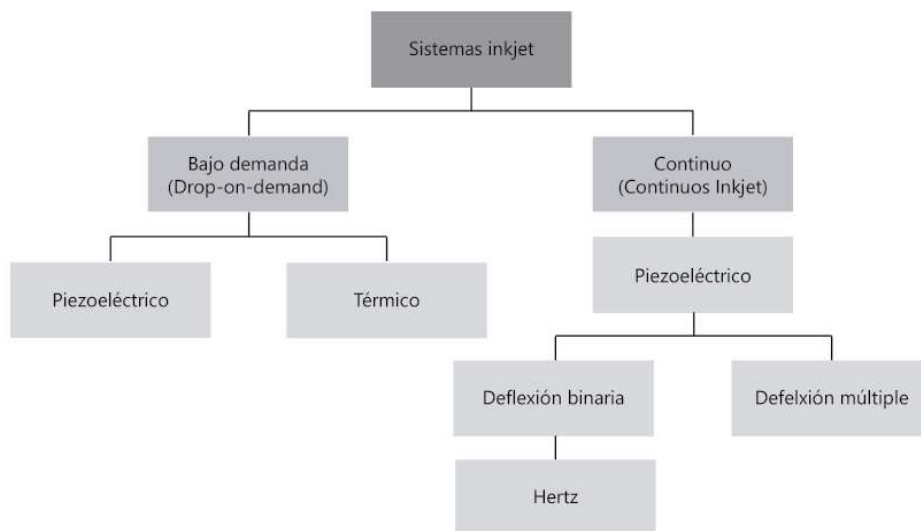 Sistemas inkjet
Bajo demanda
(Drop-on-demand)
Continuo
(Continuos Inkjet)
Piezoeléctrico
Térmico
Piezoeléctrico
Deflexión binaria
Defelxión múltiple
Hertz